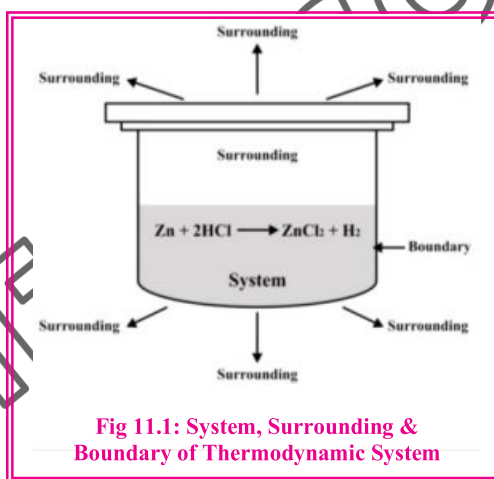 Surrounding
Surrounding Surrounding
Surrounding
Zn + 2HCl ⟶ ZnCl₂ + H₂
Boundary
System
Surrounding Surrounding
Surrounding
Fig 11.1: System, Surrounding &
Boundary of Thermodynamic System